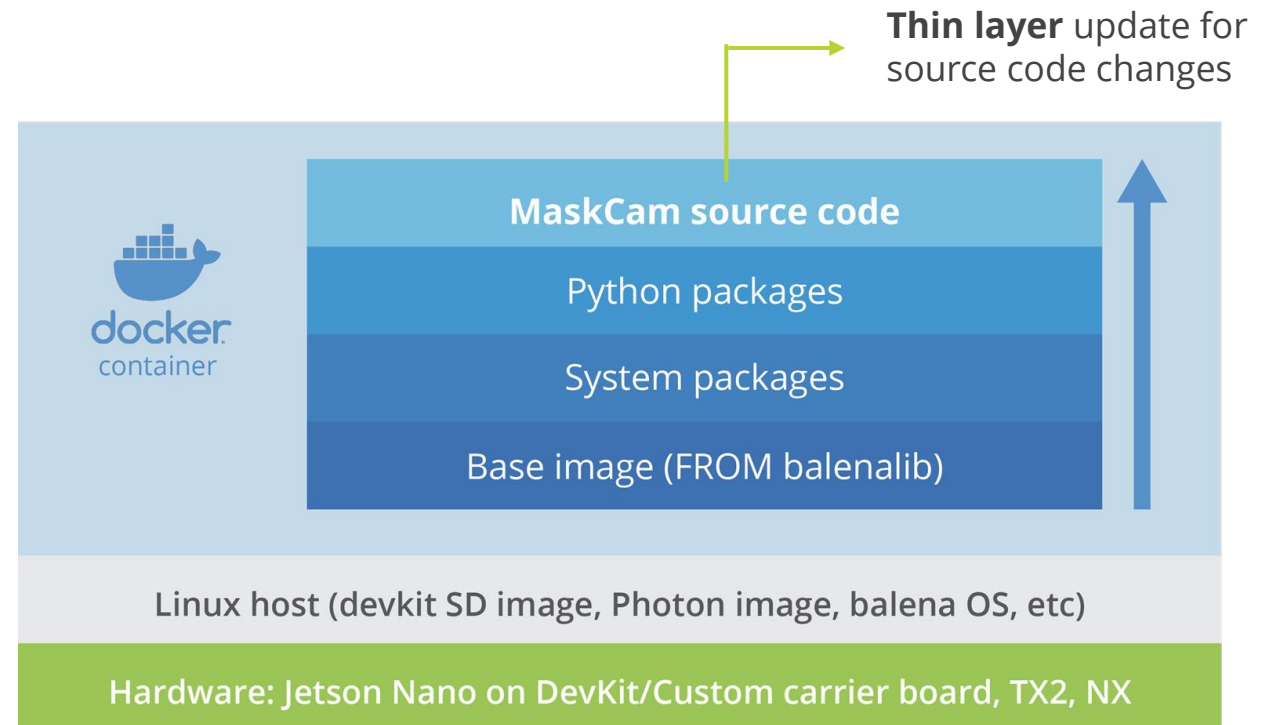 Thin layer update for
source code changes
MaskCam source code
Python packages
System packages
Base image (FROM balenalib)
docker
container
Linux host (devkit SD image, Photon image, balena OS, etc)
Hardware: Jetson Nano on DevKit/Custom carrier board, TX2, NX